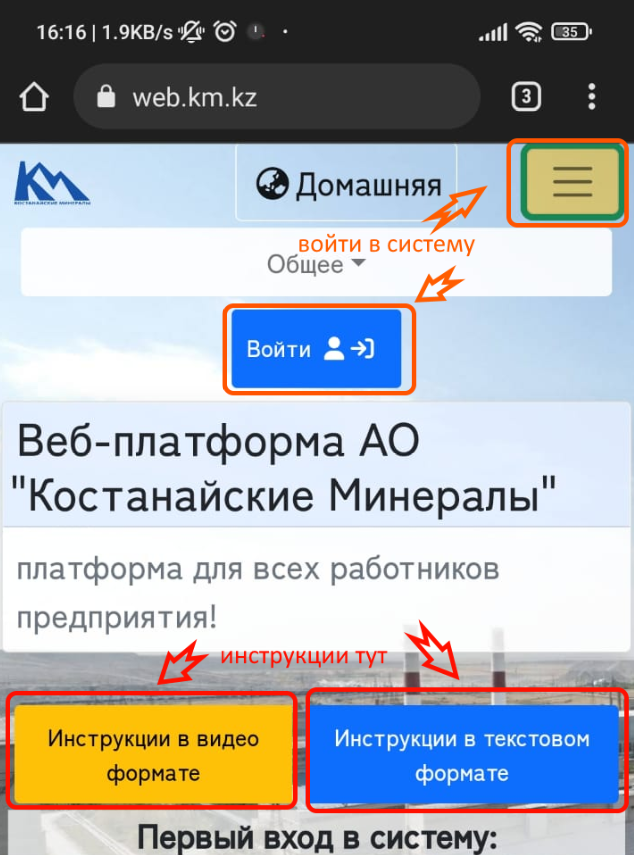 16:16 | 1.9KB/s
35
web.km.kz
3
КОСТАНАЙСКИЕ МИНЕРАЛЫ
Домашняя
войти в систему
Общее
Войти
Веб-платформа АО
"Костанайские Минералы"
платформа для всех работников
предприятия!
инструкции тут
Инструкции в видео
формате
Инструкции в текстовом
формате
Первый вход в систему: